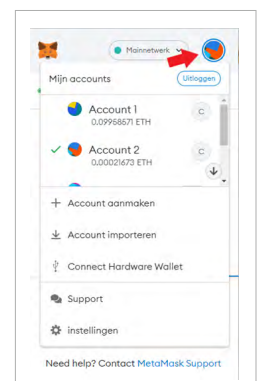 Mainnetwerk
Mijn accounts
Uitloggen
Account 1
0.09958571 ETH
C
Account 2
0.00021673 ETH
C
Account aanmaken
Account importeren
Connect Hardware Wallet
Support
instellingen
Need help? Contact MetaMask Support